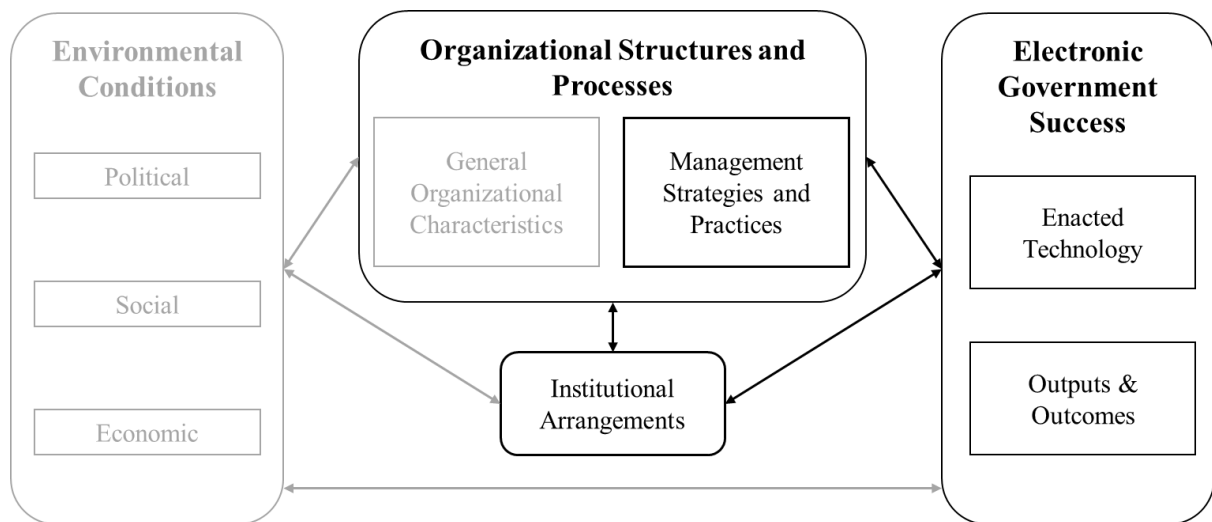 Environmental
Conditions
Political
Social
Economic
Organizational Structures and
Processes
General
Organizational
Characteristics
Management
Strategies and
Practices
Institutional
Arrangements
Electronic
Government
Success
Enacted
Technology
Outputs &
Outcomes